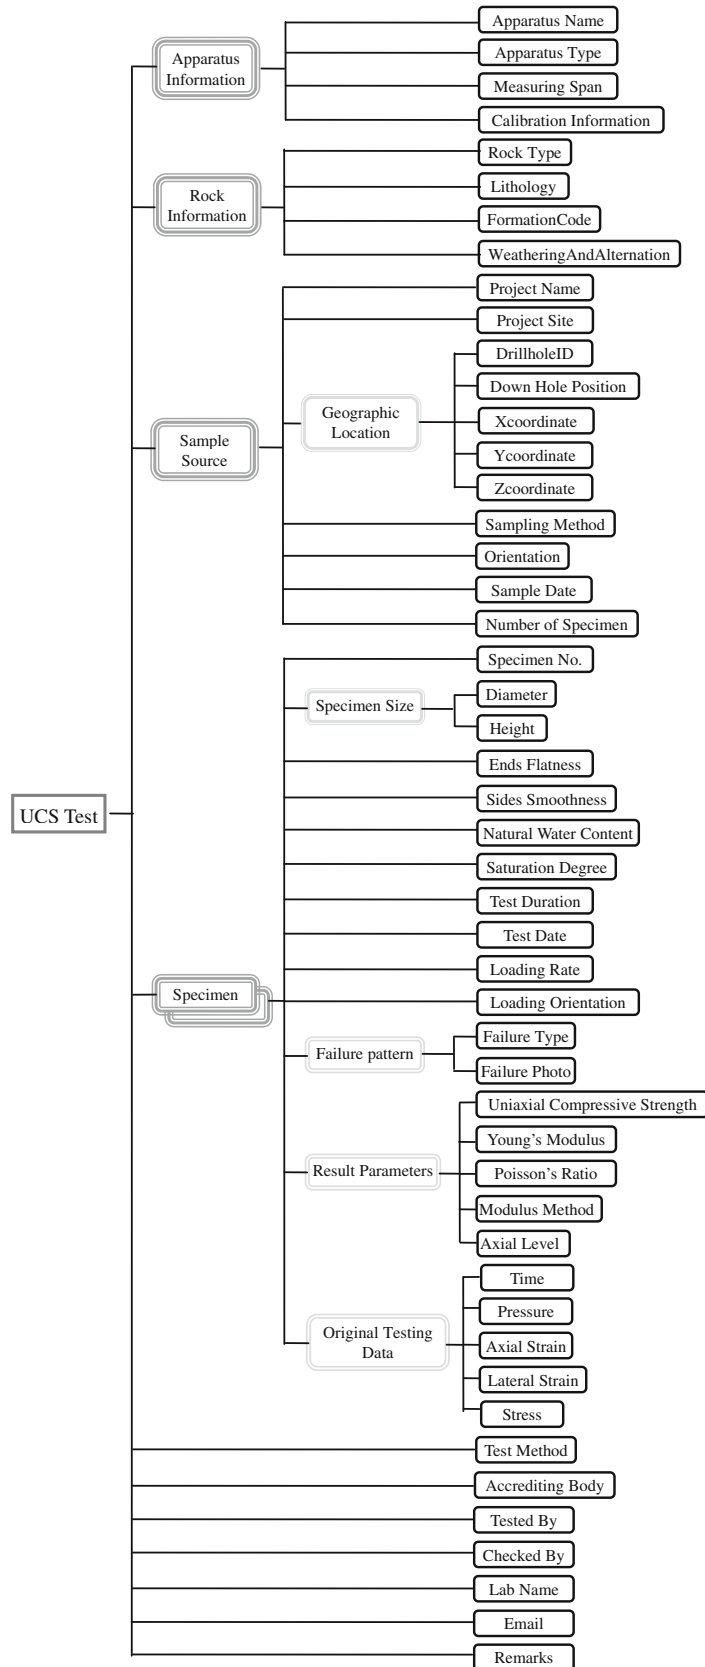 Apparatus Name
Apparatus
Information
Apparatus Type
Measuring Span
Calibration Information
Rock Type
Rock
Information
Lithology
FormationCode
WeatheringAndAlternation
Project Name
Project Site
DrillholeID
Down Hole Position
Geographic
Location
Xcoordinate
Sample
Source
Ycoordinate
Zcoordinate
Sampling Method
Orientation
Sample Date
Number of Specimen
Specimen No.
Specimen Size
Diameter
Height
Ends Flatness
Sides Smoothness
UCS Test
Natural Water Content
Saturation Degree
Test Duration
Test Date
Loading Rate
Specimen
Loading Orientation
Failure pattern
Failure Type
Failure Photo
Uniaxial Compressive Strength
Young's Modulus
Result Parameters
Poisson's Ratio
Modulus Method
Axial Level
Time
Pressure
Original Testing
Data
Axial Strain
Lateral Strain
Stress
Test Method
Accrediting Body
Tested By
Checked By
Lab Name
Email
Remarks